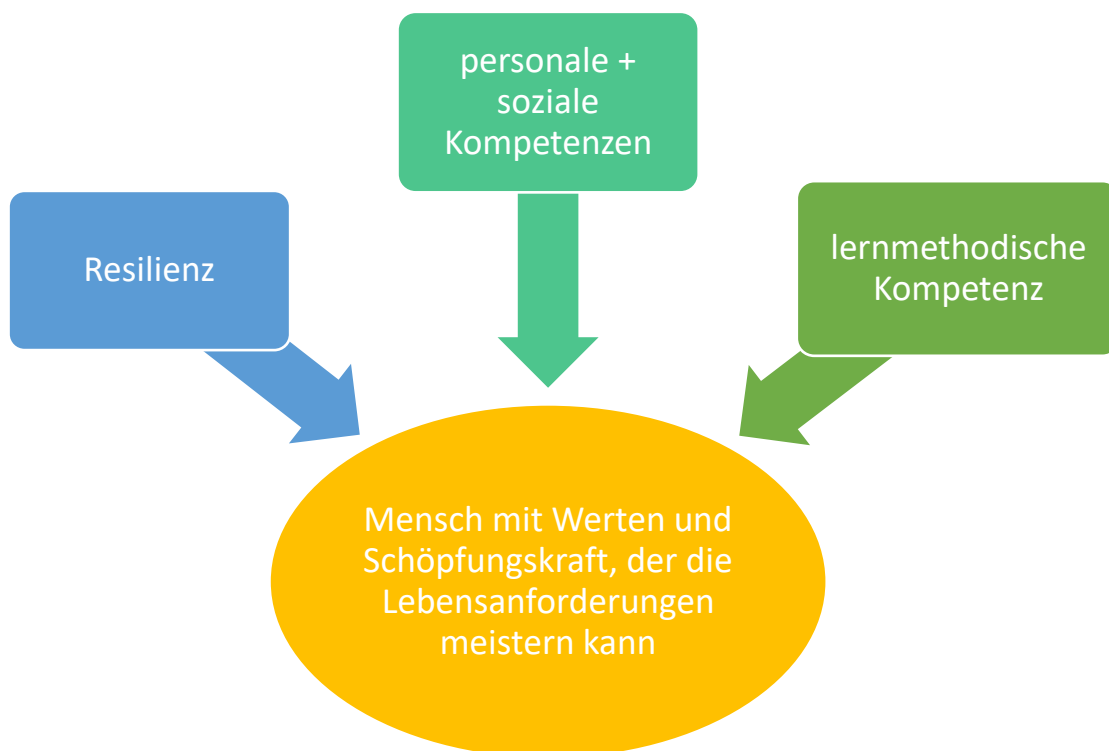 personale +
soziale
Kompetenzen
Resilienz
lernmethodische
Kompetenz
Mensch mit Werten und
Schöpfungskraft, der die
Lebensanforderungen
meistern kann